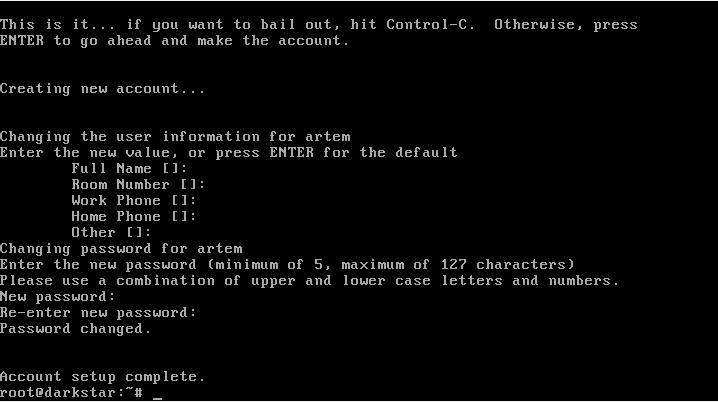 This is it... if you want to bail out, hit Control-C.  Otherwise, press
ENTER to go ahead and make the account.
Creating new account...
Changing the user information for artem
Enter the new value, or press ENTER for the default
Full Name []:
Room Number []:
Work Phone []:
Home Phone []:
Other []:
Changing password for artem
Enter the new password (minimum of 5, maximum of 127 characters)
Please use a combination of upper and lower case letters and numbers.
New password:
Re-enter new password:
Password changed.
Account setup complete.
root@darkstar:~# _